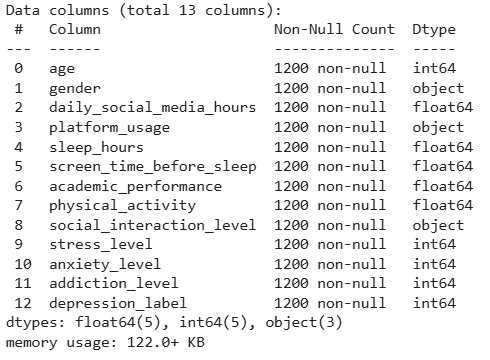 Data columns (total 13 columns):
 #   Column                    Non-Null Count  Dtype
---  ------                    --------------  -----
 0   age                       1200 non-null   int64
 1   gender                    1200 non-null   object
 2   daily_social_media_hours  1200 non-null   float64
 3   platform_usage            1200 non-null   object
 4   sleep_hours               1200 non-null   float64
 5   screen_time_before_sleep  1200 non-null   float64
 6   academic_performance      1200 non-null   float64
 7   physical_activity         1200 non-null   float64
 8   social_interaction_level  1200 non-null   object
 9   stress_level              1200 non-null   int64
 10  anxiety_level             1200 non-null   int64
 11  addiction_level           1200 non-null   int64
 12  depression_label          1200 non-null   int64
dtypes: float64(5), int64(5), object(3)
memory usage: 122.0+ KB